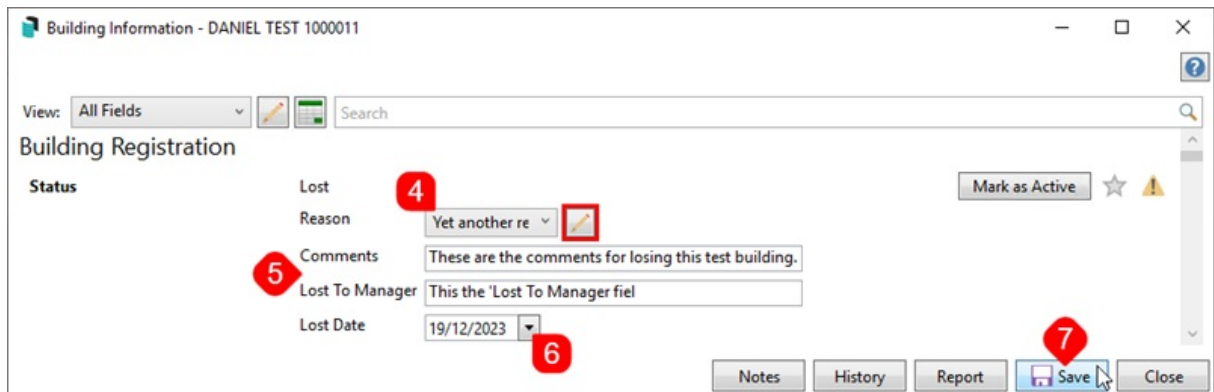 Building Information - DANIEL TEST 1000011
?
View: All Fields Search
Building Registration
Status Lost 4 Mark as Active
Reason Yet another re
Comments These are the comments for losing this test building.
5
Lost To Manager This the 'Lost To Manager fiel
Lost Date 19/12/2023
6 7
Notes History Report Save Close